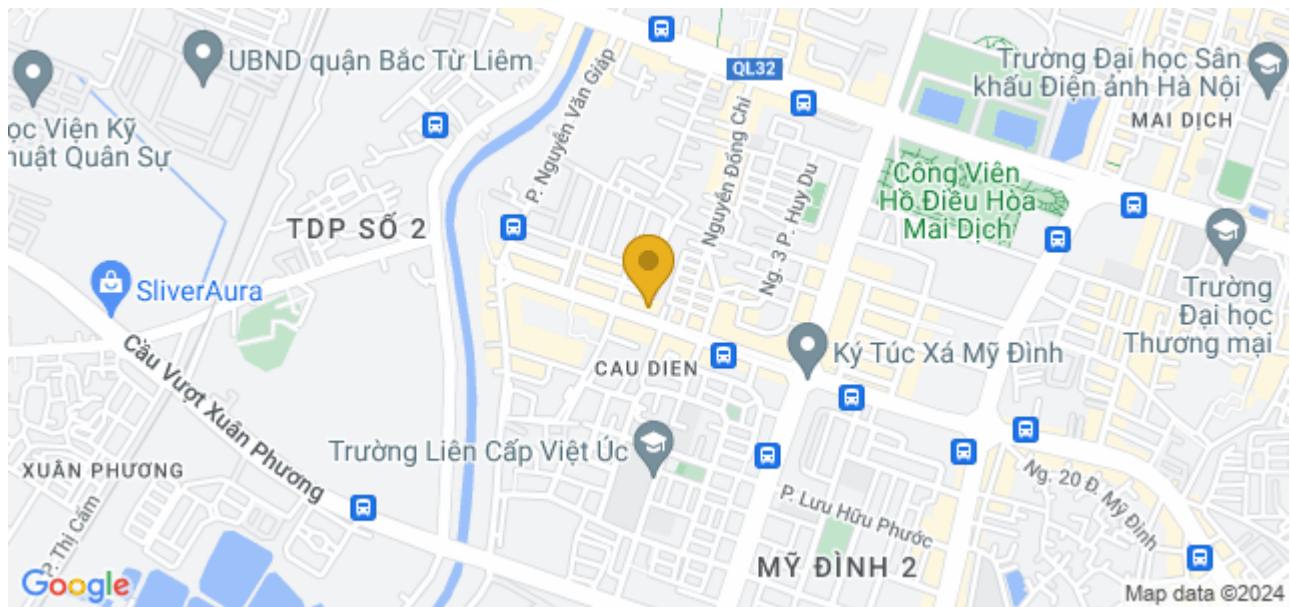 UBND quận Bắc Từ Liêm
QL32
Trường Đại học Sân
khấu Điện ảnh Hà Nội
MAI DỊCH
ọc Viện Kỹ
huật Quân Sự
P. Nguyễn Văn Giáp
Nguyễn Đổng Chi
Ng. 3 P. Huy Du
Công Viên
Hồ Điều Hòa
Mai Dịch
TDP SỐ 2
SliverAura
Trường
Đại học
Thương mại
Cầu Vượt Xuân Phương
CAU DIEN
Ký Túc Xá Mỹ Đình
Trường Liên Cấp Việt Úc
XUÂN PHƯƠNG
P. Thị Cấm
P. Lưu Hữu Phước
Ng. 20 Đ. Mỹ Đình
MỸ ĐÌNH 2
Google
Map data ©2024